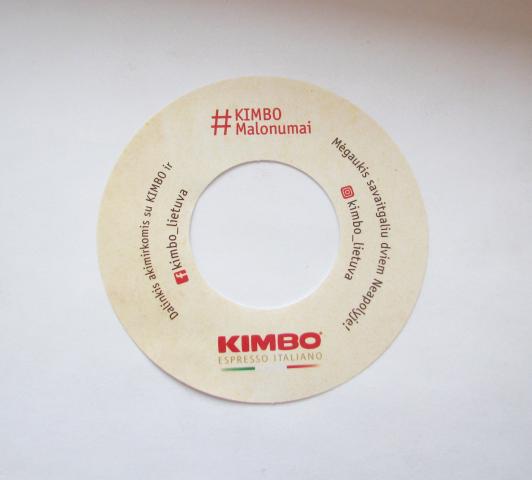 #KIMBO
Malonumai
Dalinkis akimirkomis su KIMBO ir
kimbo_lietuva
Mėgaukis savaitgaliu dviem Neapolyje!
kimbo_lietuva
KIMBO®
ESPRESSO ITALIANO